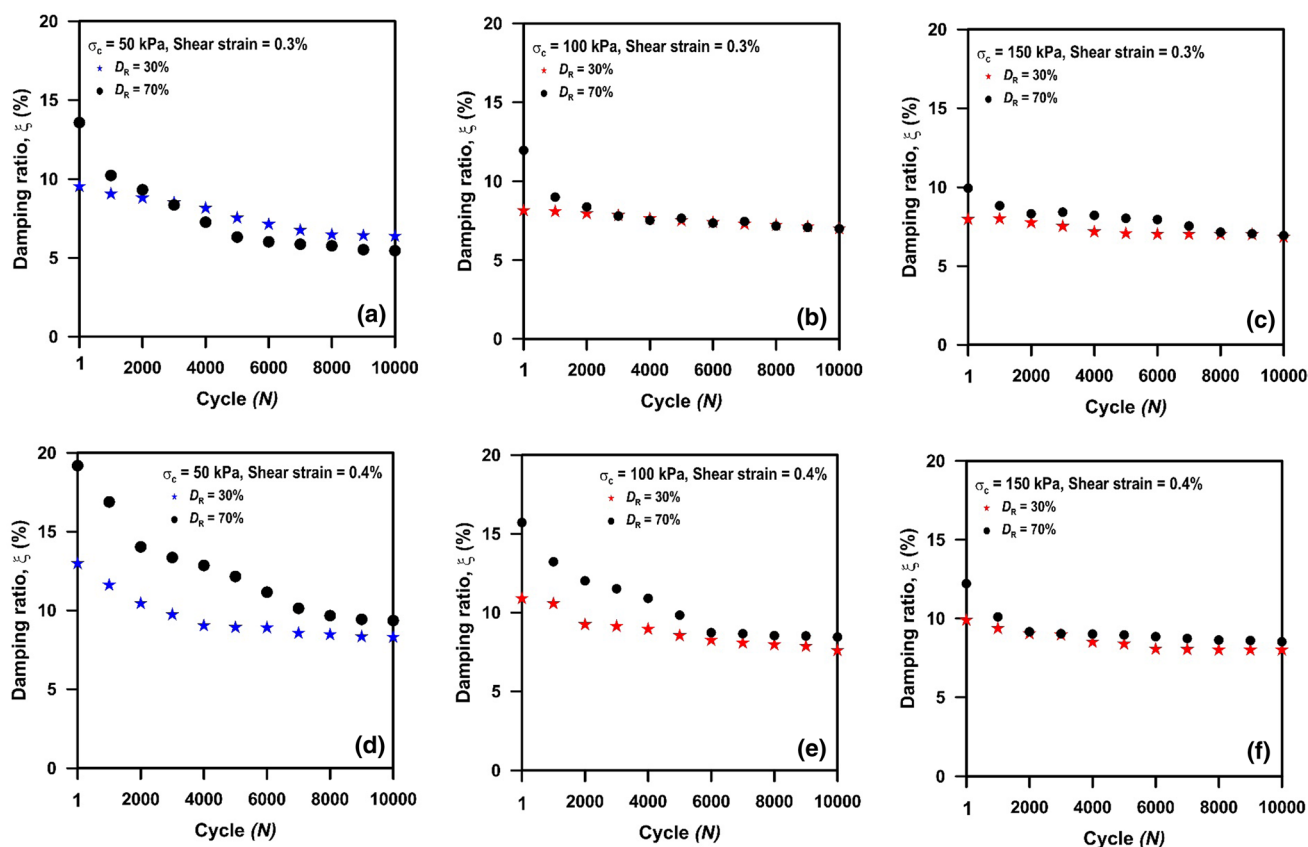 σc = 50 kPa, Shear strain = 0.3%
DR = 30%
DR = 70%
Damping ratio, ξ (%)
20
15
10
5
0
1
2000
4000
6000
8000
10000
Cycle (N)
(a)
σc = 100 kPa, Shear strain = 0.3%
DR = 30%
DR = 70%
Damping ratio, ξ (%)
20
15
10
5
0
1
2000
4000
6000
8000
10000
Cycle (N)
(b)
σc = 150 kPa, Shear strain = 0.3%
DR = 30%
DR = 70%
Damping ratio, ξ (%)
20
15
10
5
0
1
2000
4000
6000
8000
10000
Cycle (N)
(c)
σc = 50 kPa, Shear strain = 0.4%
DR = 30%
DR = 70%
Damping ratio, ξ (%)
20
15
10
5
0
1
2000
4000
6000
8000
10000
Cycle (N)
(d)
σc = 100 kPa, Shear strain = 0.4%
DR = 30%
DR = 70%
Damping ratio, ξ (%)
20
15
10
5
0
1
2000
4000
6000
8000
10000
Cycle (N)
(e)
σc = 150 kPa, Shear strain = 0.4%
DR = 30%
DR = 70%
Damping ratio, ξ (%)
20
15
10
5
0
1
2000
4000
6000
8000
10000
Cycle (N)
(f)